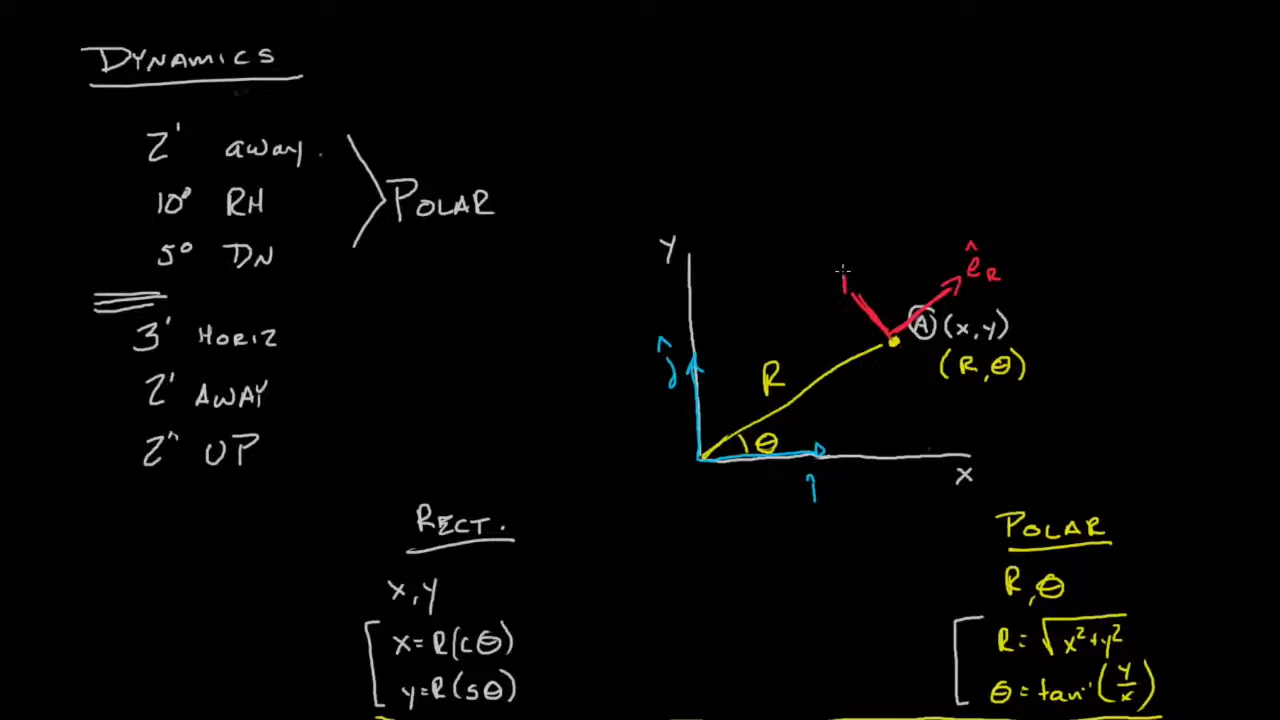 DYNAMICS
2' away.
10° RH
5° DN
POLAR
3' HORIZ
2' AWAY
2" UP
Y
ê_R
A (x,y)
(R,θ)
ĵ
R
θ
î
X
RECT.
x,y
x=R(cθ)
y=R(sθ)
POLAR
R,θ
R=√x²+y²
θ=tan⁻¹(y/x)